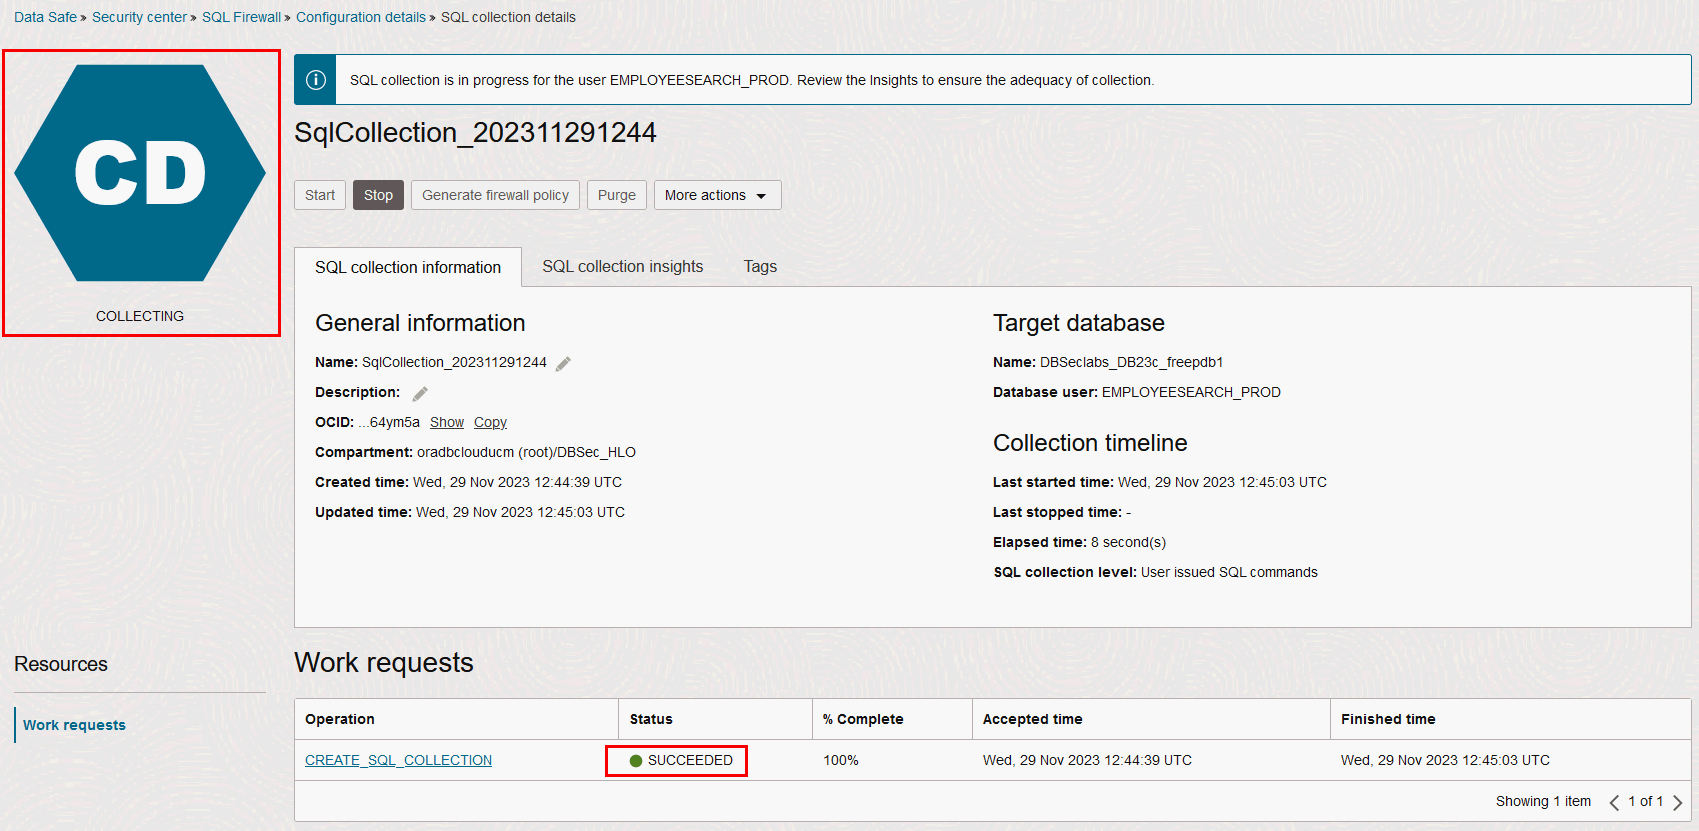 Data Safe » Security center » SQL Firewall » Configuration details » SQL collection details
CD
COLLECTING
SQL collection is in progress for the user EMPLOYEESEARCH_PROD. Review the Insights to ensure the adequacy of collection.
SqlCollection_202311291244
Start Stop Generate firewall policy Purge More actions
SQL collection information SQL collection insights Tags
General information
Name: SqlCollection_202311291244
Description:
OCID: ...64ym5a Show Copy
Compartment: oradbclouducm (root)/DBSec_HLO
Created time: Wed, 29 Nov 2023 12:44:39 UTC
Updated time: Wed, 29 Nov 2023 12:45:03 UTC
Target database
Name: DBSeclabs_DB23c_freepdb1
Database user: EMPLOYEESEARCH_PROD
Collection timeline
Last started time: Wed, 29 Nov 2023 12:45:03 UTC
Last stopped time: -
Elapsed time: 8 second(s)
SQL collection level: User issued SQL commands
Resources
Work requests
Work requests
Operation Status % Complete Accepted time Finished time
CREATE_SQL_COLLECTION SUCCEEDED 100% Wed, 29 Nov 2023 12:44:39 UTC Wed, 29 Nov 2023 12:45:03 UTC
Showing 1 item 1 of 1